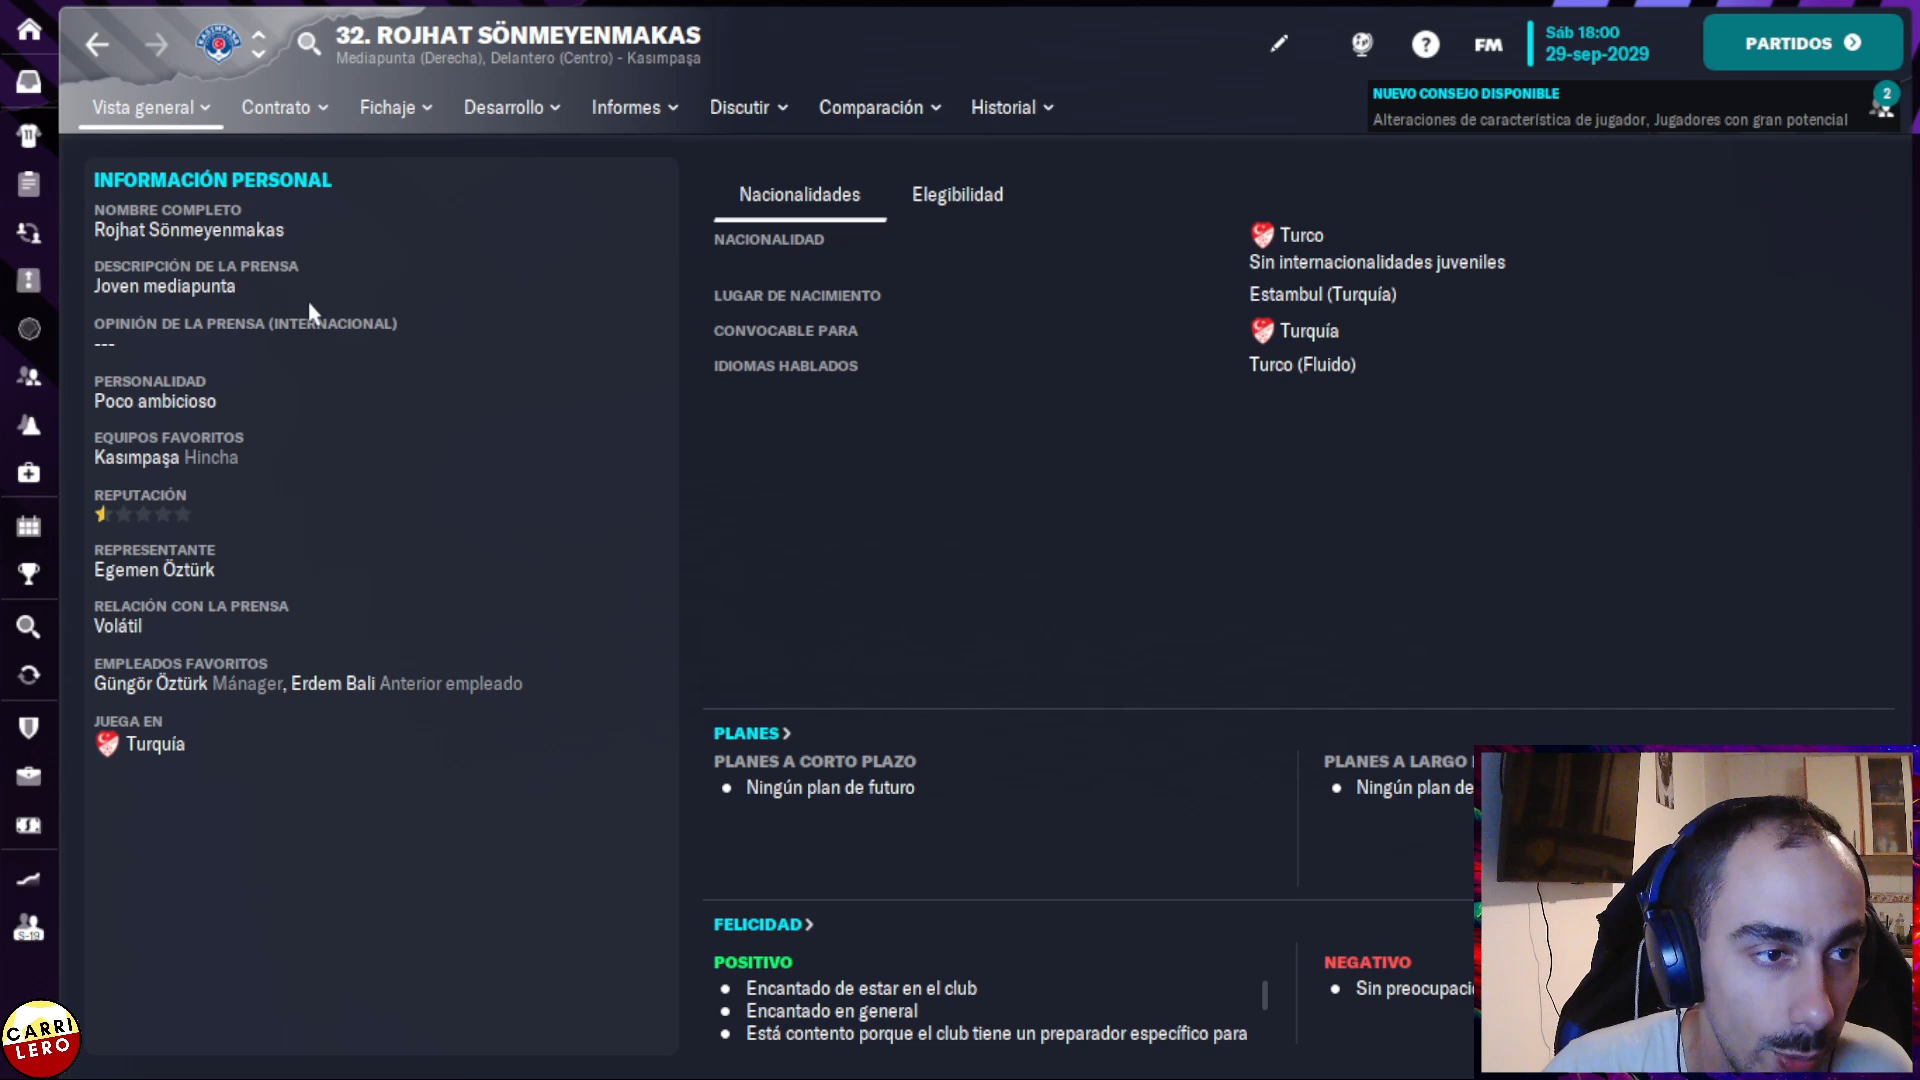 32. ROJHAT SÖNMEYENMAKAS
Mediapunta (Derecha), Delantero (Centro) - Kasımpaşa
FM
Sáb 18:00
29-sep-2029
PARTIDOS
Vista general
Contrato
Fichaje
Desarrollo
Informes
Discutir
Comparación
Historial
NUEVO CONSEJO DISPONIBLE
Alteraciones de característica de jugador, Jugadores con gran potencial
2
INFORMACIÓN PERSONAL
NOMBRE COMPLETO
Rojhat Sönmeyenmakas
DESCRIPCIÓN DE LA PRENSA
Joven mediapunta
OPINIÓN DE LA PRENSA (INTERNACIONAL)
---
PERSONALIDAD
Poco ambicioso
EQUIPOS FAVORITOS
Kasımpaşa Hincha
REPUTACIÓN
REPRESENTANTE
Egemen Öztürk
RELACIÓN CON LA PRENSA
Volátil
EMPLEADOS FAVORITOS
Güngör Öztürk Mánager, Erdem Bali Anterior empleado
JUEGA EN
Turquía
Nacionalidades
Elegibilidad
NACIONALIDAD
Turco
Sin internacionalidades juveniles
LUGAR DE NACIMIENTO
Estambul (Turquía)
CONVOCABLE PARA
Turquía
IDIOMAS HABLADOS
Turco (Fluido)
PLANES
PLANES A CORTO PLAZO
Ningún plan de futuro
PLANES A LARGO
Ningún plan de
FELICIDAD
POSITIVO
Encantado de estar en el club
Encantado en general
Está contento porque el club tiene un preparador específico para
NEGATIVO
Sin preocupaci
S-19
CARRI
LERO